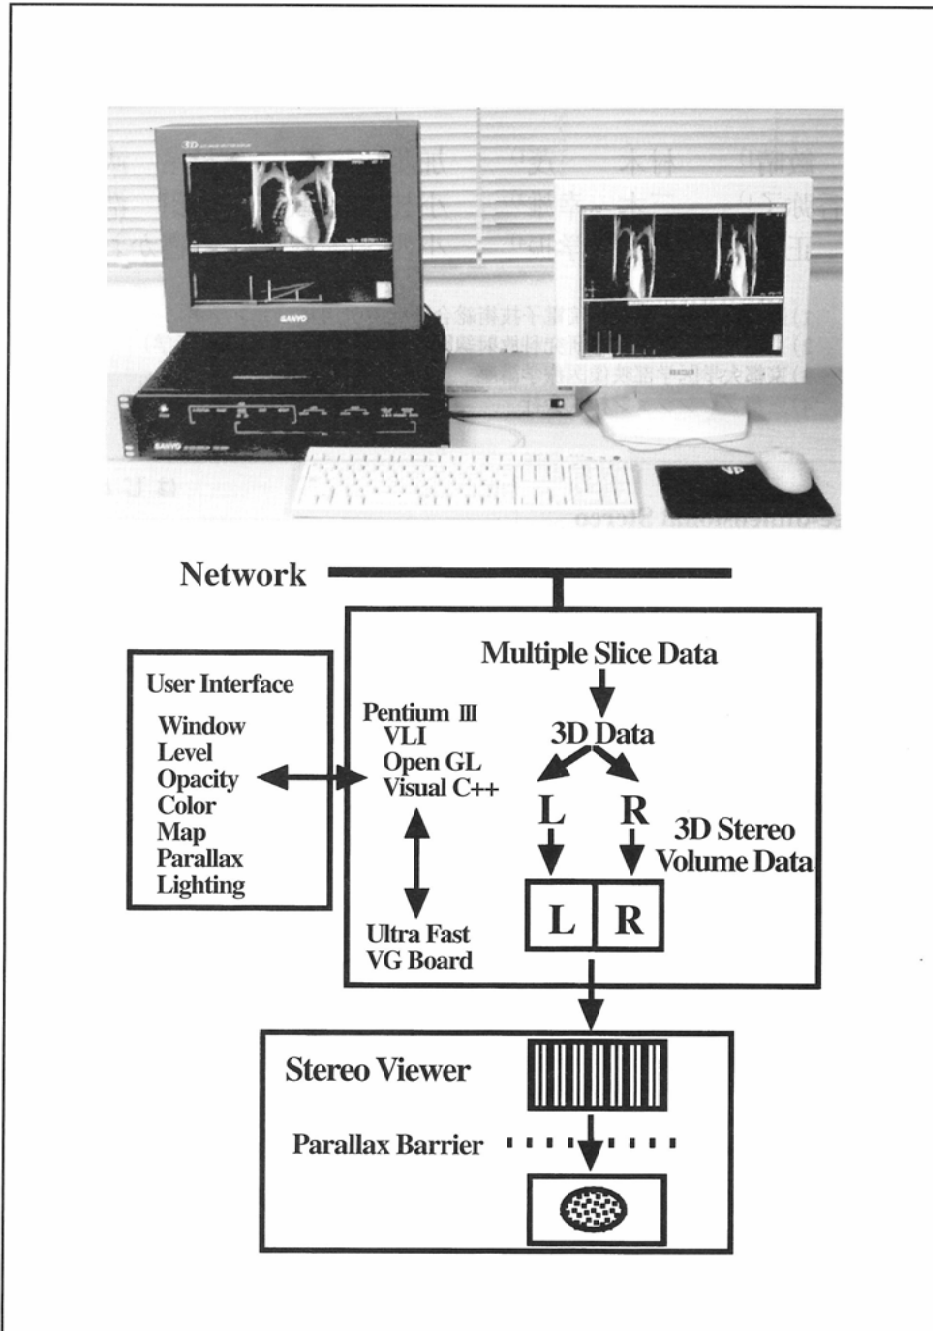 3D
SANYO
SANYO
Network
Multiple Slice Data
User Interface
Window
Level
Opacity
Color
Map
Parallax
Lighting
Pentium III
VLI
Open GL
Visual C++
3D Data
L R
3D Stereo
Volume Data
L R
Ultra Fast
VG Board
Stereo Viewer
Parallax Barrier